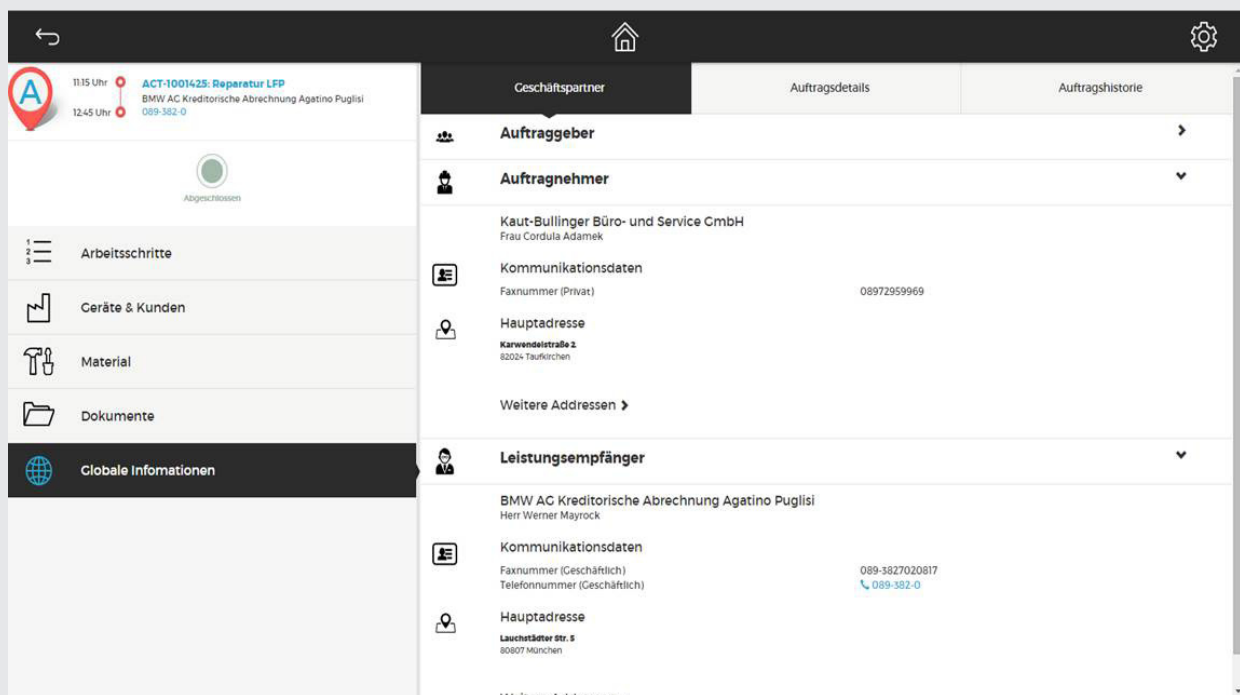 A
11:15 Uhr
ACT-1001425: Reparatur LFP
BMW AG Kreditorische Abrechnung Agatino Puglisi
12:45 Uhr
089-382-0
Abgeschlossen
1
2
3
Arbeitsschritte
Geräte & Kunden
Material
Dokumente
Globale Infomationen
Geschäftspartner
Auftragsdetails
Auftragshistorie
Auftraggeber
Auftragnehmer
Kaut-Bullinger Büro- und Service GmbH
Frau Cordula Adamek
Kommunikationsdaten
Faxnummer (Privat) 08972959969
Hauptadresse
Karwendelstraße 2
82024 Taufkirchen
Weitere Addressen
Leistungsempfänger
BMW AG Kreditorische Abrechnung Agatino Puglisi
Herr Werner Mayrock
Kommunikationsdaten
Faxnummer (Geschäftlich) 089-3827020817
Telefonnummer (Geschäftlich) 089-382-0
Hauptadresse
Lauchstädter Str. 5
80807 München